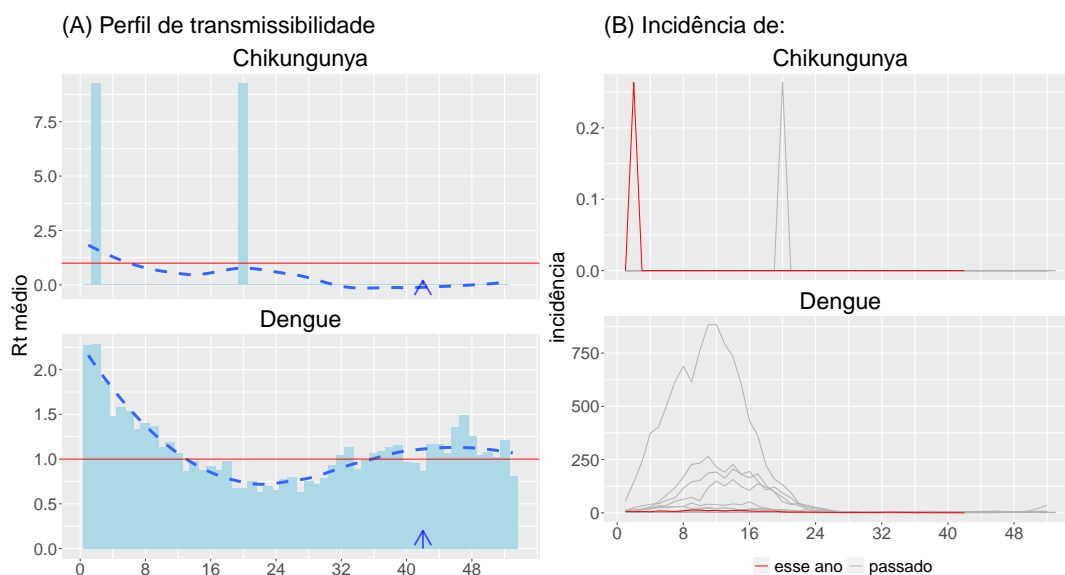 (A) Perfil de transmissibilidade
Chikungunya
7.5
5.0
2.5
0.0
Dengue
2.0
1.5
1.0
0.5
0.0
0 8 16 24 32 40 48
Rt médio
(B) Incidência de:
Chikungunya
0.2
0.1
0.0
Dengue
750
500
250
0
0 8 16 24 32 40 48
incidência
esse ano passado